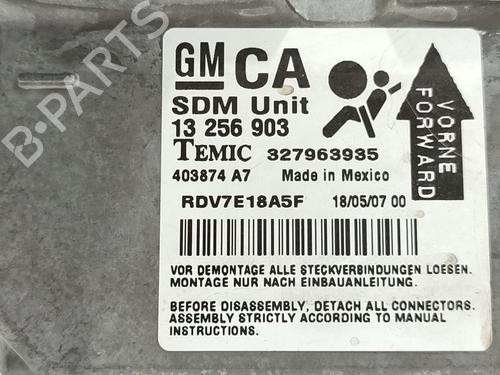 GM CA
SDM Unit
13 256 903
TEMIC 327963935
403874 A7 Made in Mexico
RDV7E18A5F 18/05/07 00
VORNE
FORWARD
VOR DEMONTAGE ALLE STECKVERBINDUNGEN LOESEN.
MONTAGE NUR NACH EINBAUANLEITUNG.
BEFORE DISASSEMBLY, DETACH ALL CONNECTORS.
ASSEMBLY STRICTLY ACCORDING TO MANUAL
INSTRUCTIONS.
B-PARTS